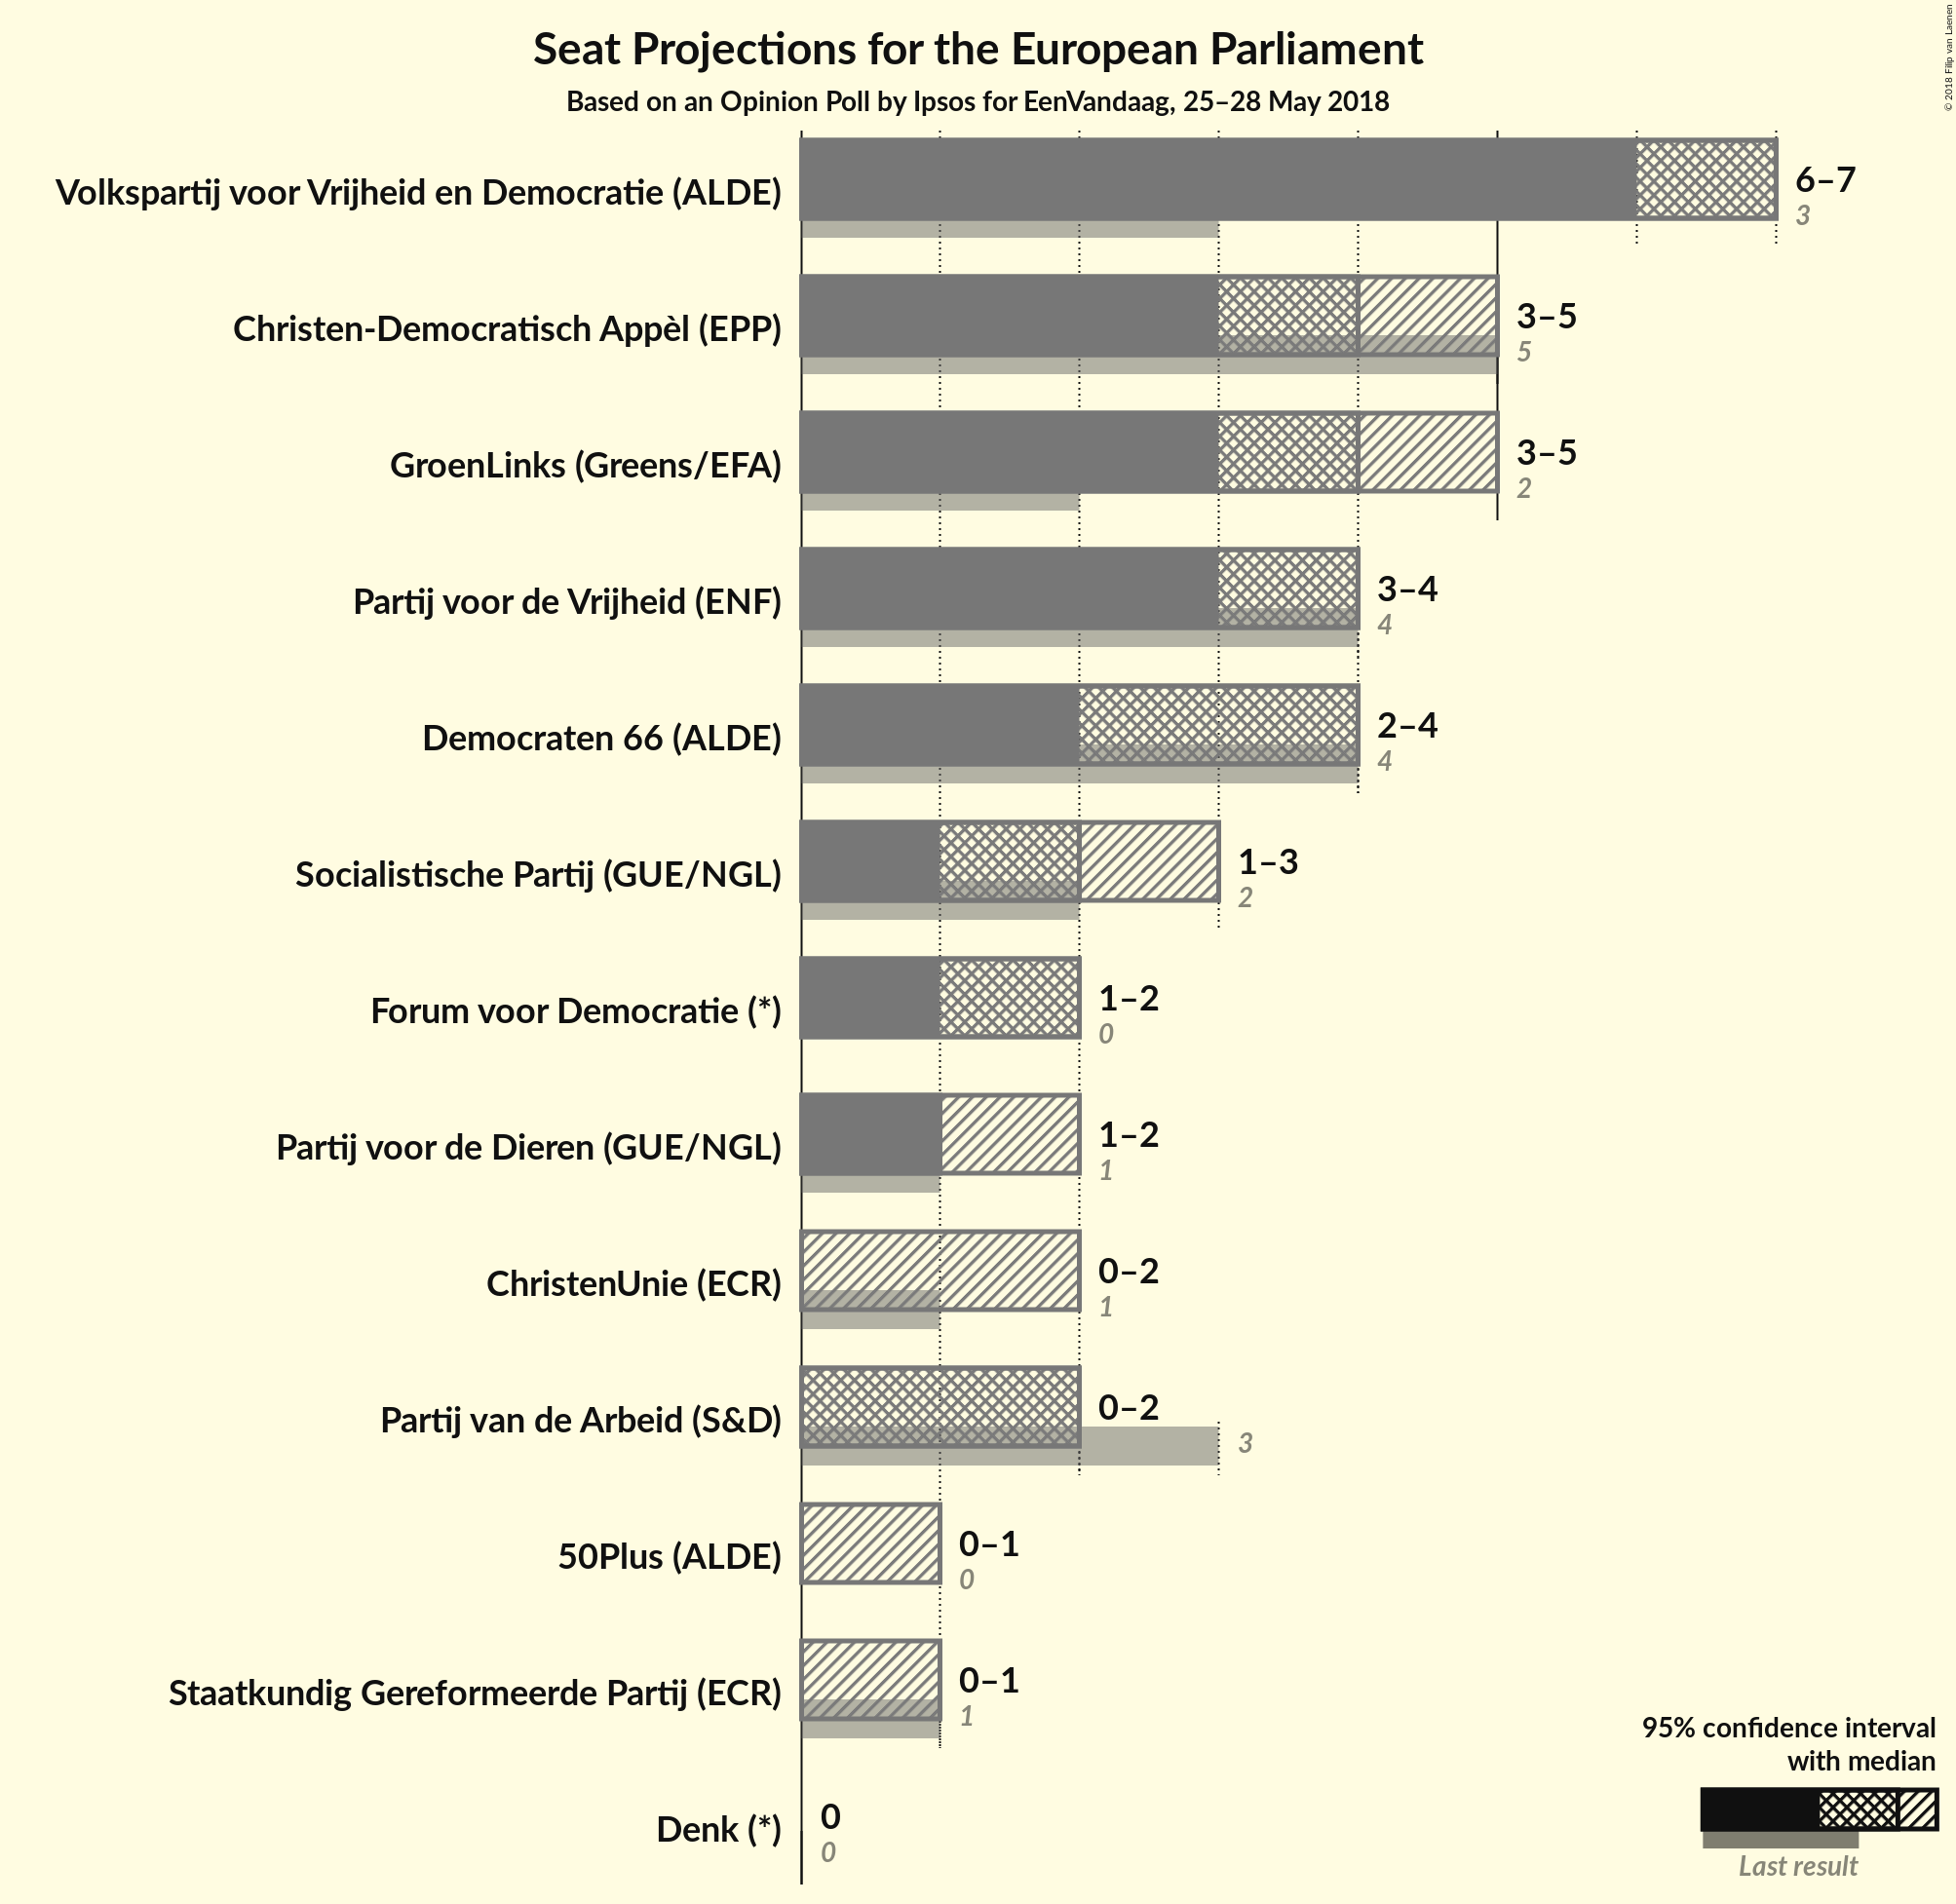 Seat Projections for the European Parliament
Based on an Opinion Poll by Ipsos for EenVandaag, 25–28 May 2018
© 2018 Filip van Laenen
Volkspartij voor Vrijheid en Democratie (ALDE)
6–7
3
Christen-Democratisch Appèl (EPP)
3–5
5
GroenLinks (Greens/EFA)
3–5
2
Partij voor de Vrijheid (ENF)
3–4
4
Democraten 66 (ALDE)
2–4
4
Socialistische Partij (GUE/NGL)
1–3
2
Forum voor Democratie (*)
1–2
0
Partij voor de Dieren (GUE/NGL)
1–2
1
ChristenUnie (ECR)
0–2
1
Partij van de Arbeid (S&D)
0–2
3
50Plus (ALDE)
0–1
0
Staatkundig Gereformeerde Partij (ECR)
0–1
1
Denk (*)
0
0
95% confidence interval
with median
Last result